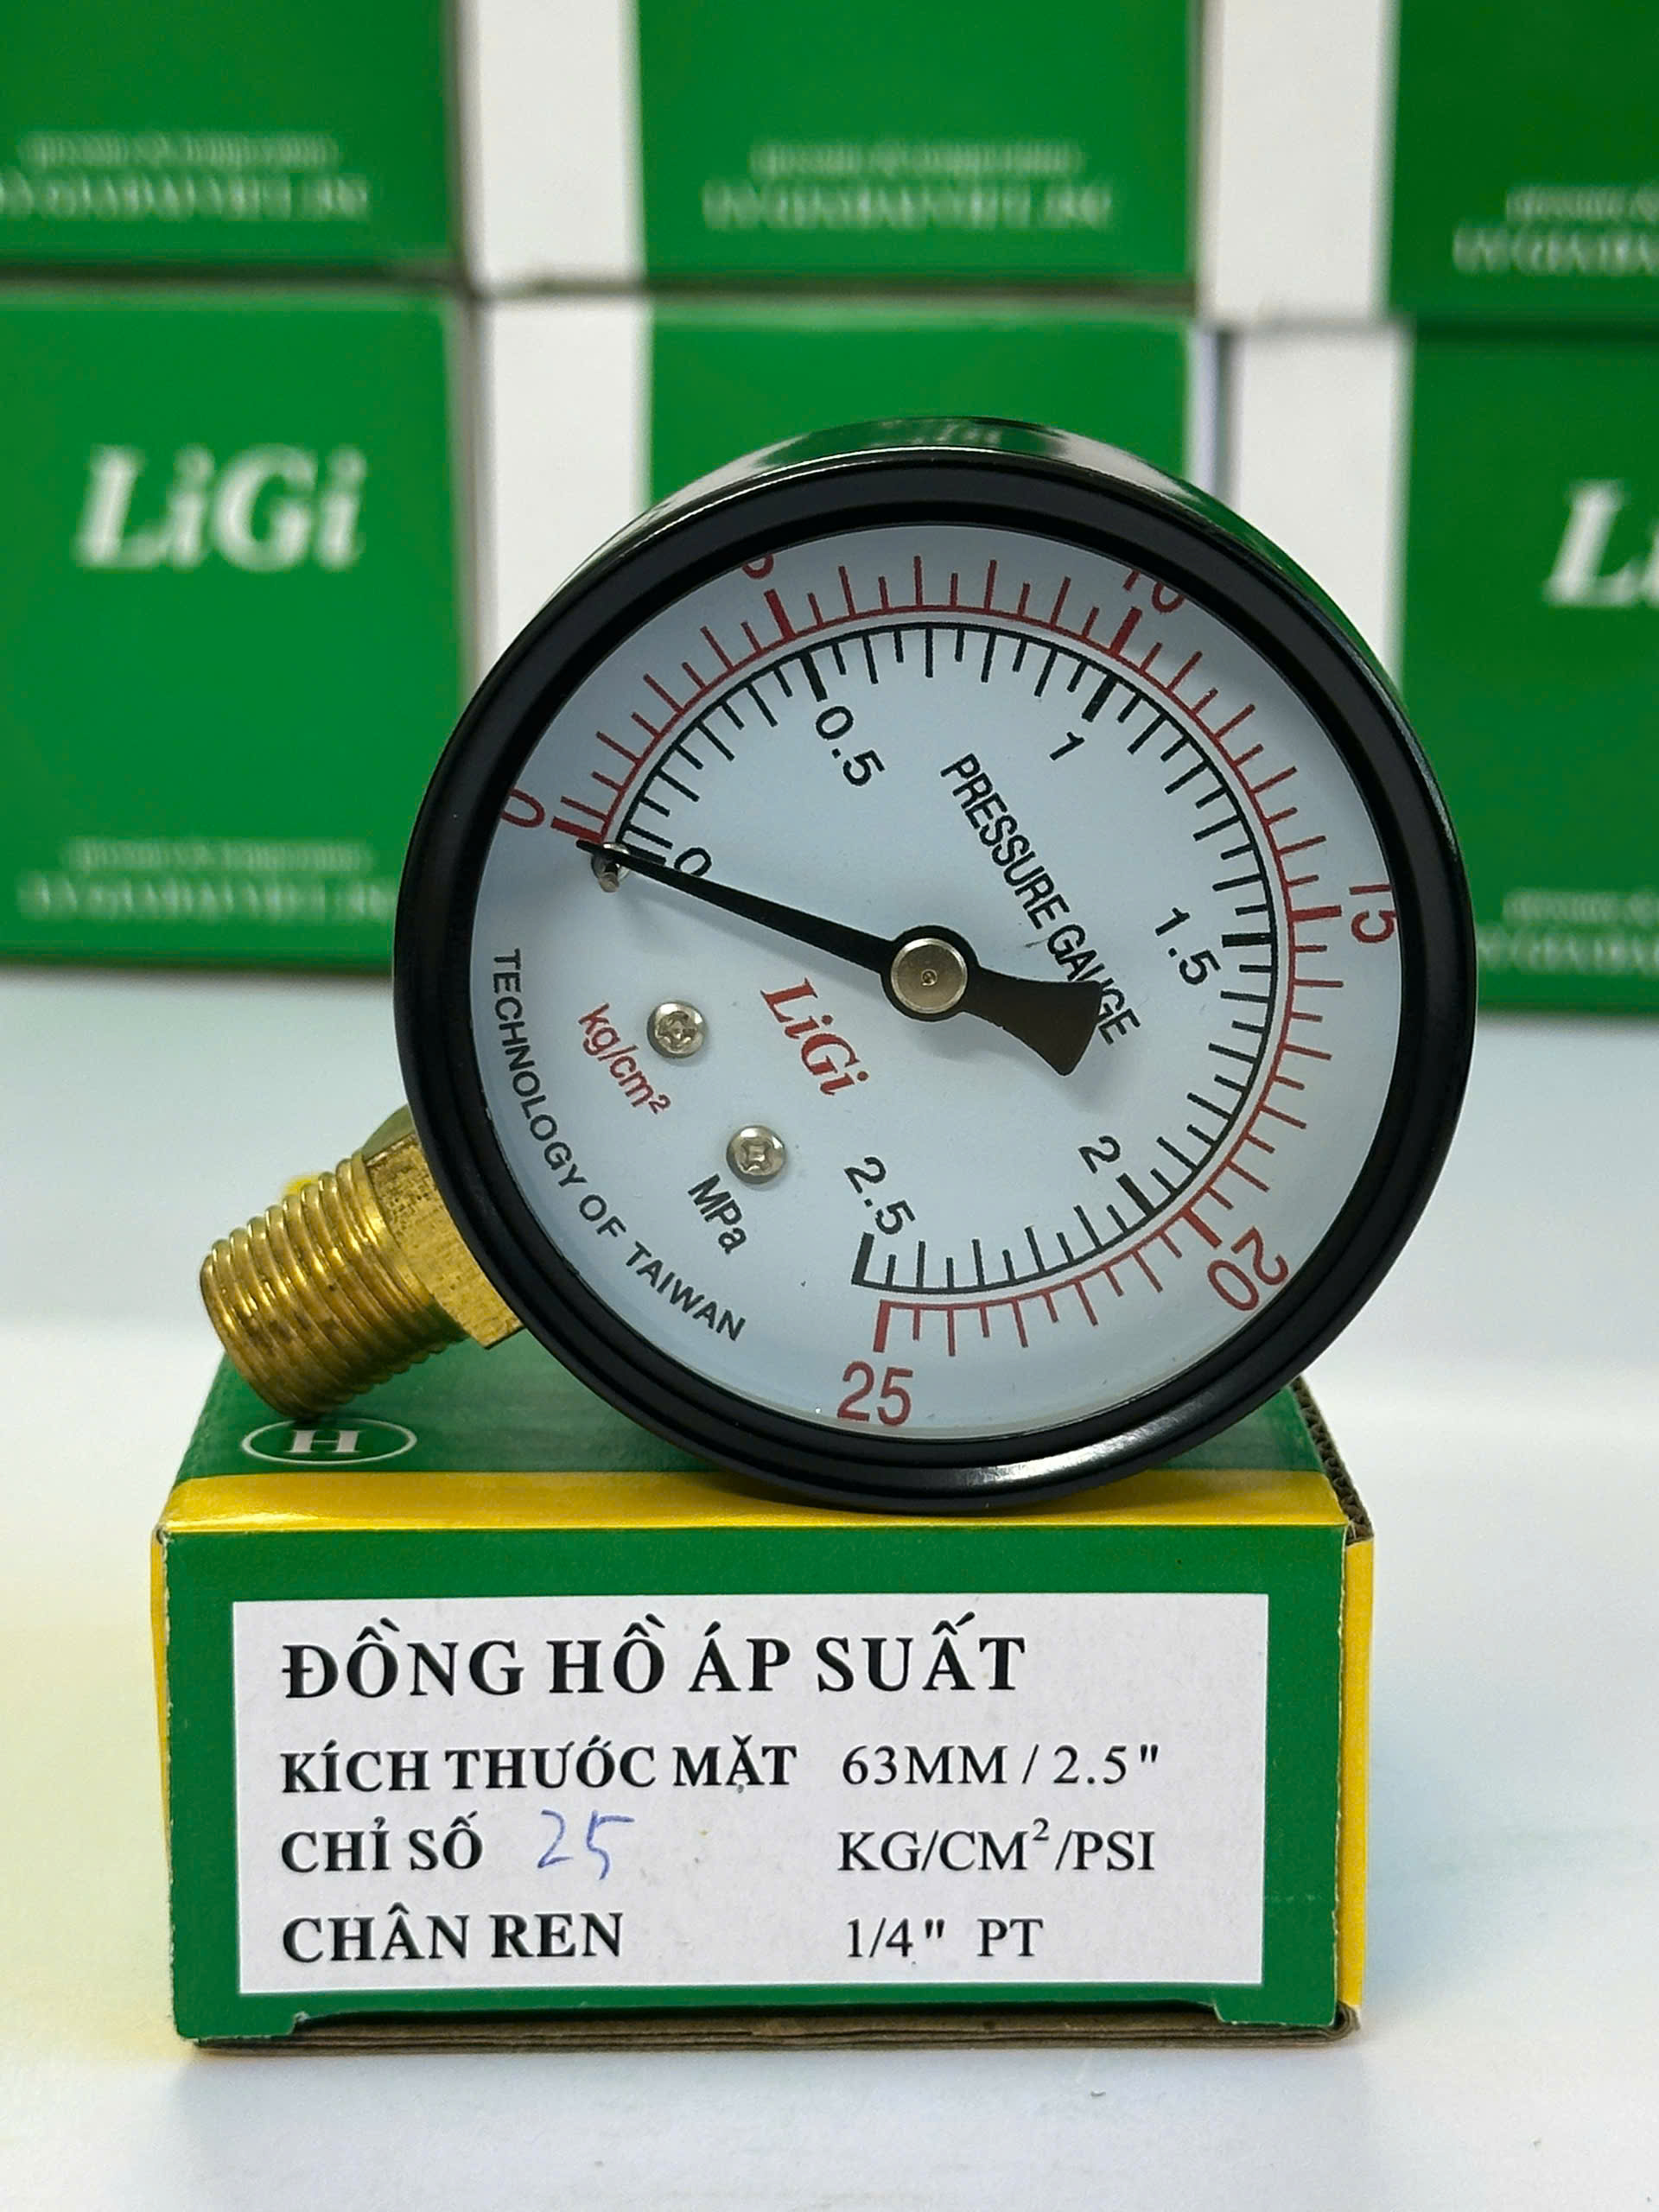 LiGi
0
5
10
15
20
25
0
0.5
1
1.5
2
2.5
PRESSURE GAUGE
LiGi
kg/cm²
MPa
TECHNOLOGY OF TAIWAN
H
ĐỒNG HỒ ÁP SUẤT
KÍCH THƯỚC MẶT 63MM / 2.5"
CHỈ SỐ 25 KG/CM²/PSI
CHÂN REN 1/4" PT